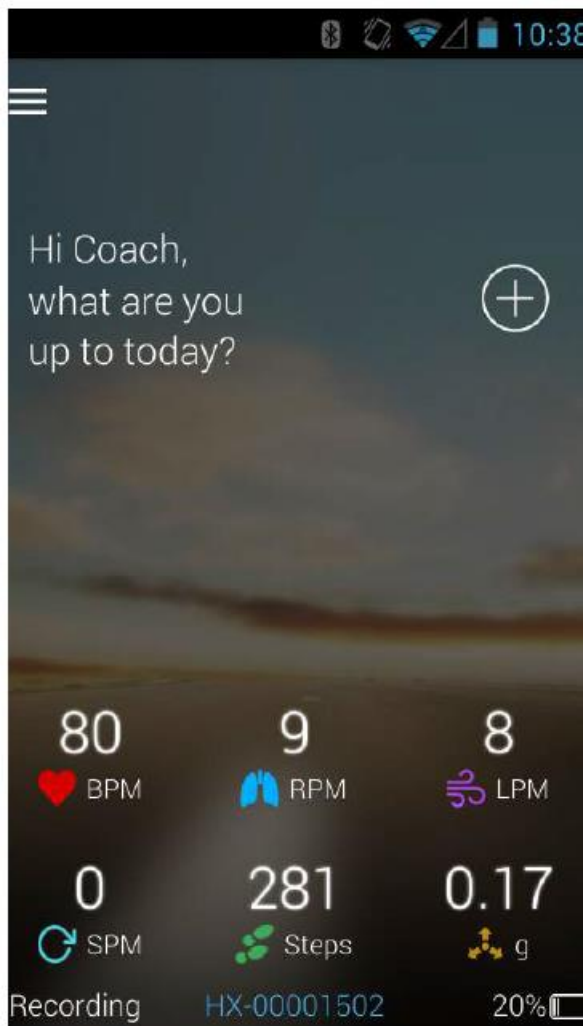 10:38
Hi Coach,
what are you
up to today?
80 9 8
BPM RPM LPM
0 281 0.17
SPM Steps g
Recording HX-00001502 20%